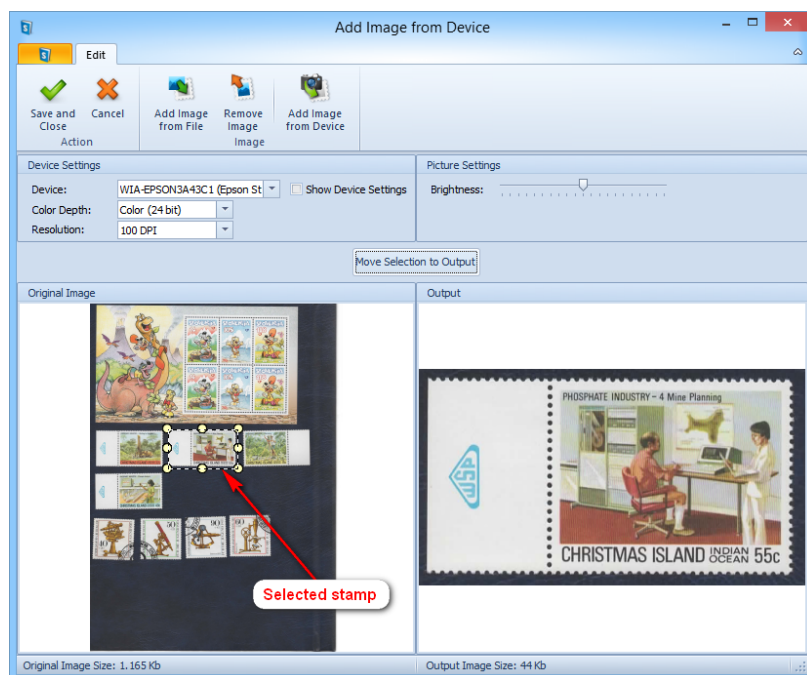 Add Image from Device
Edit
Save and Close
Cancel
Add Image from File
Remove Image
Add Image from Device
Action
Image
Device Settings
Picture Settings
Device:
WIA-EPSON3A43C1 (Epson St
Show Device Settings
Brightness:
Color Depth:
Color (24 bit)
Resolution:
100 DPI
Move Selection to Output
Original Image
Output
PHOSPHATE INDUSTRY - 4 Mine Planning
WSP
CHRISTMAS ISLAND INDIAN OCEAN 55c
Selected stamp
Original Image Size: 1.165 Kb
Output Image Size: 44 Kb